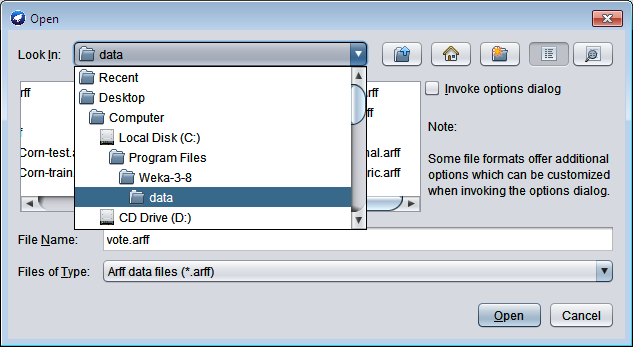 Open
Look In: data
Recent
Desktop
Computer
Local Disk (C:)
Program Files
Weka-3-8
data
CD Drive (D:)
rff
Corn-test.a
Corn-train
.arff
ff
nal.arff
ric.arff
Invoke options dialog
Note:
Some file formats offer additional
options which can be customized
when invoking the options dialog.
File Name: vote.arff
Files of Type: Arff data files (*.arff)
Open Cancel